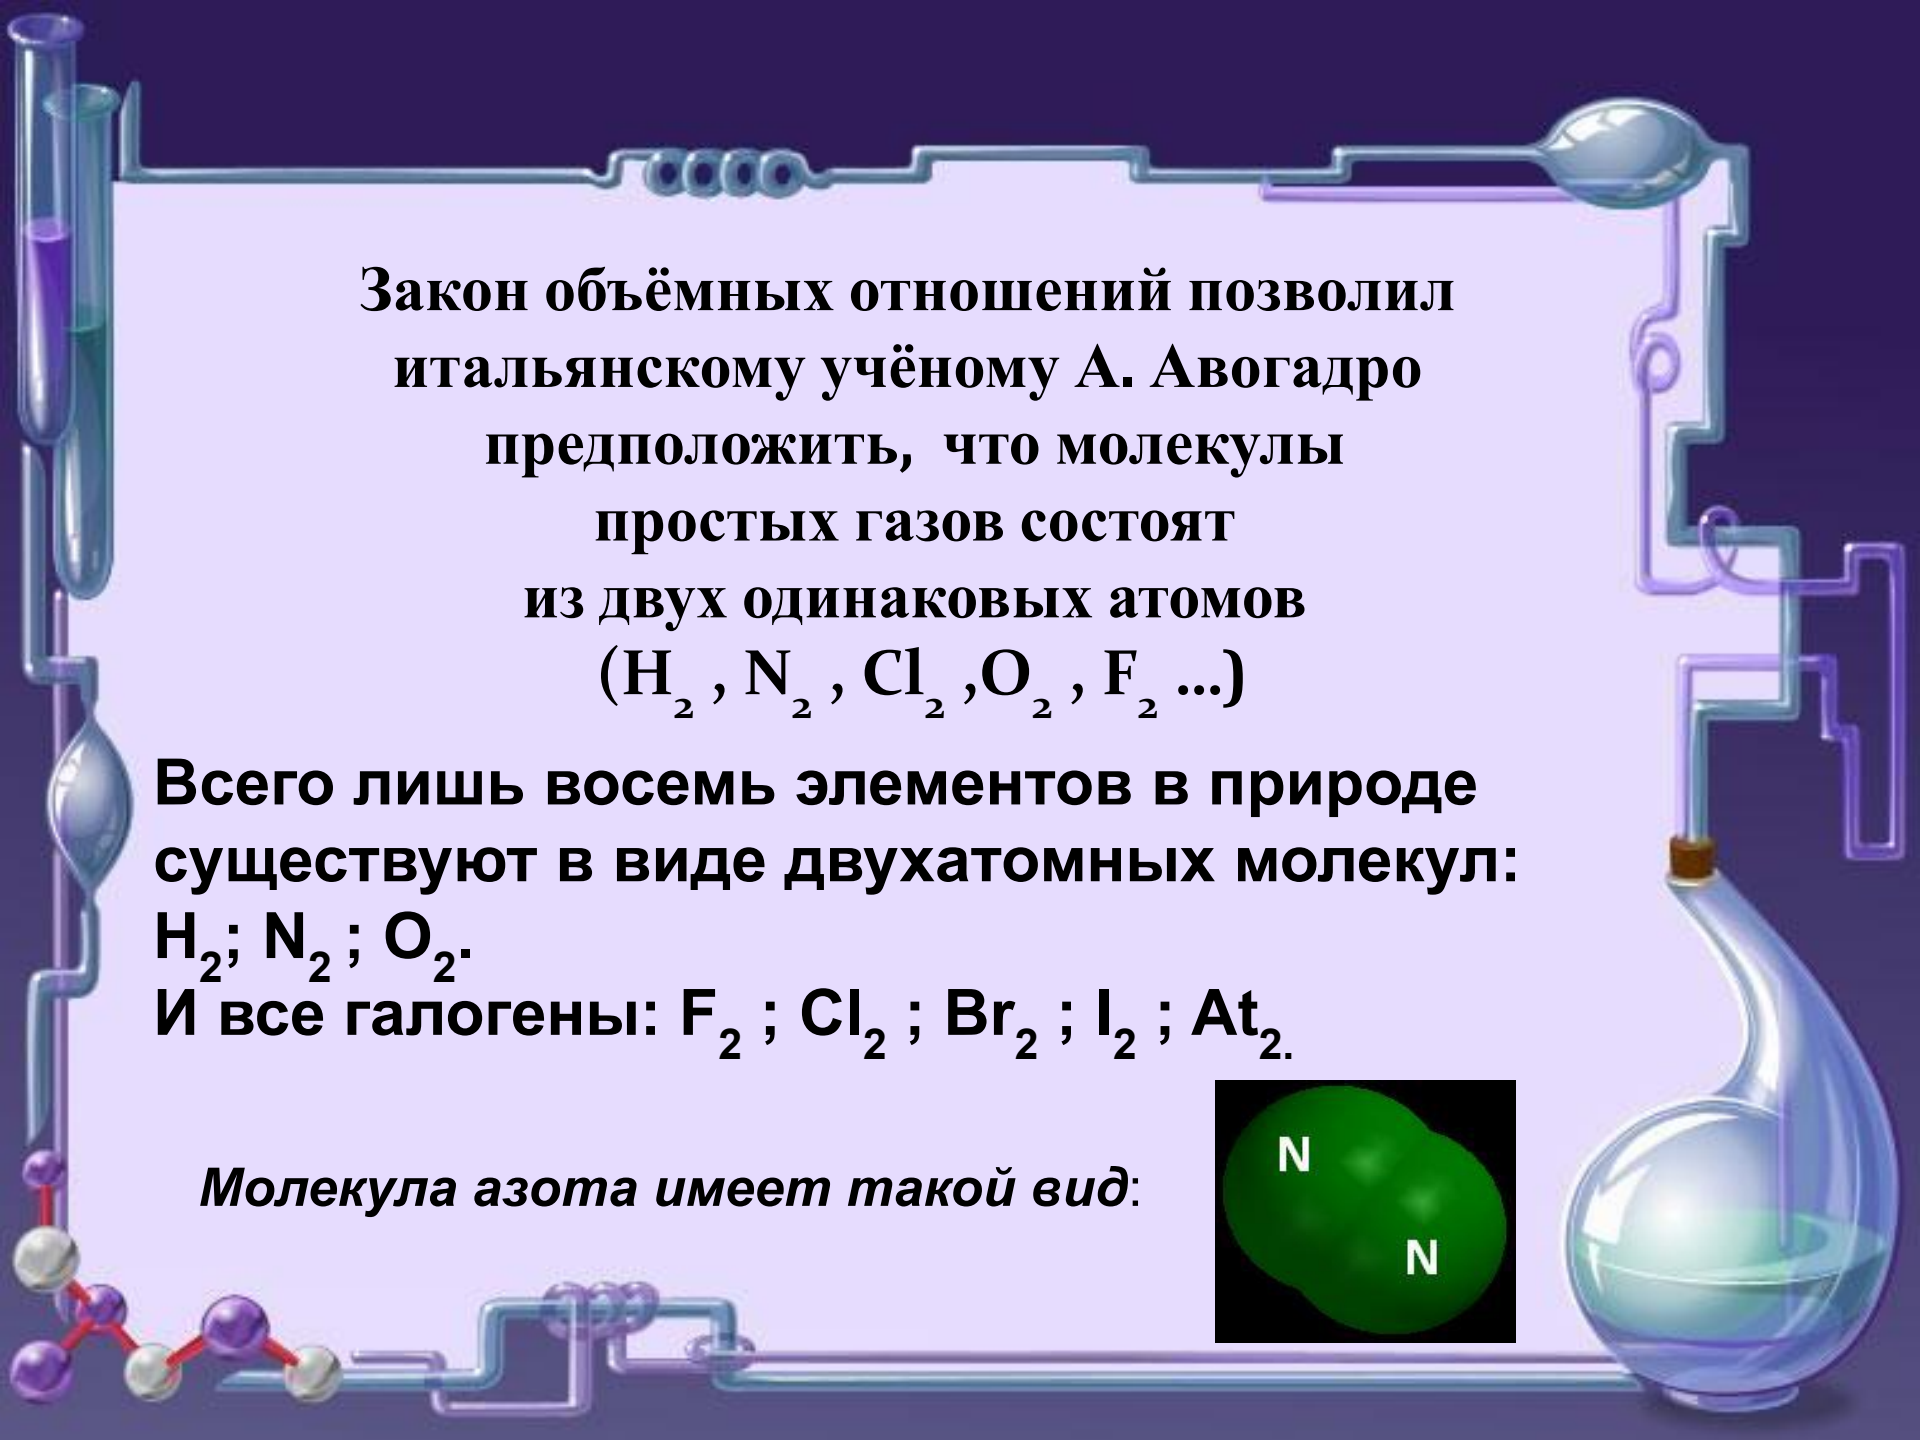 Закон объёмных отношений позволил
итальянскому учёному А. Авогадро
предположить,  что молекулы
простых газов состоят
из двух одинаковых атомов
(H₂ , N₂ , Cl₂ ,O₂ , F₂ ...)
Всего лишь восемь элементов в природе
существуют в виде двухатомных молекул:
H₂; N₂ ; O₂.
И все галогены: F₂ ; Cl₂ ; Br₂ ; I₂ ; At₂.
Молекула азота имеет такой вид:
N
N